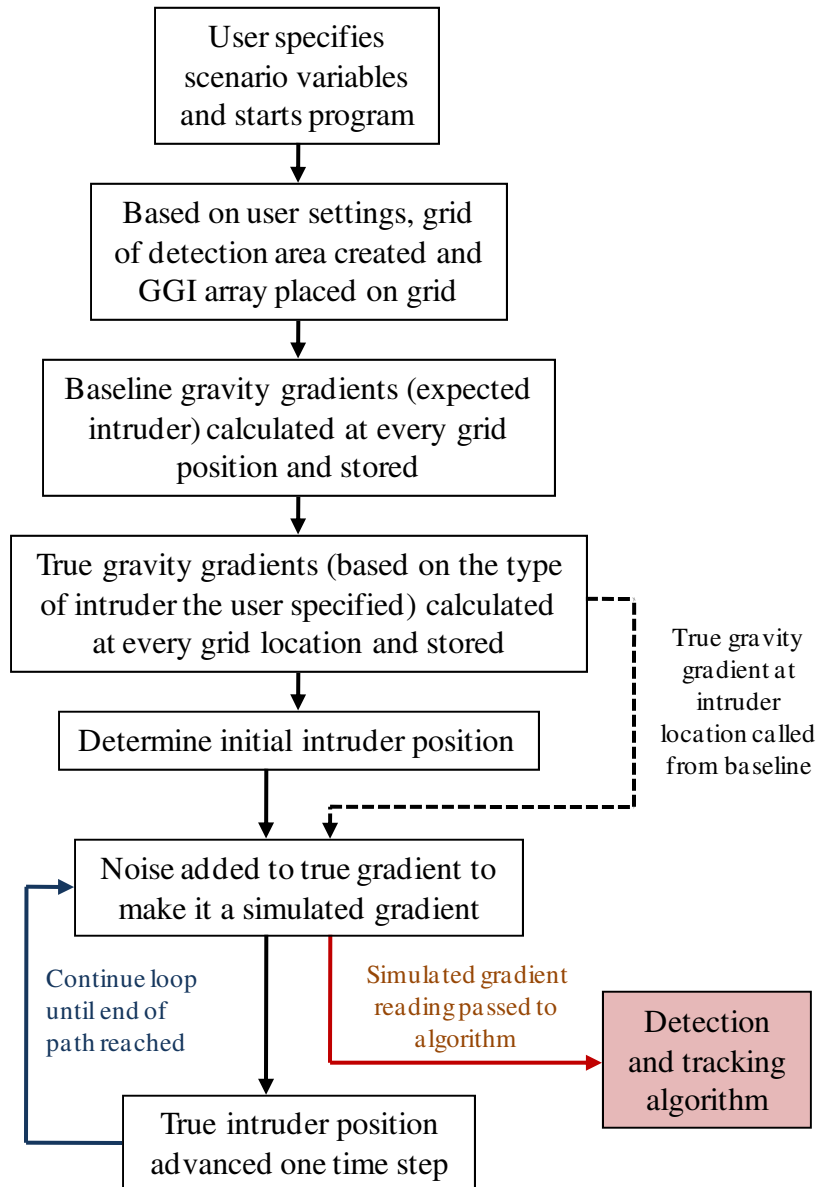 User specifies
scenario variables
and starts program
Based on user settings, grid
of detection area created and
GGI array placed on grid
Baseline gravity gradients (expected
intruder) calculated at every grid
position and stored
True gravity gradients (based on the type
of intruder the user specified) calculated
at every grid location and stored
True gravity
gradient at
intruder
location called
from baseline
Determine initial intruder position
Noise added to true gradient to
make it a simulated gradient
Continue loop
until end of
path reached
Simulated gradient
reading passed to
algorithm
Detection
and tracking
algorithm
True intruder position
advanced one time step